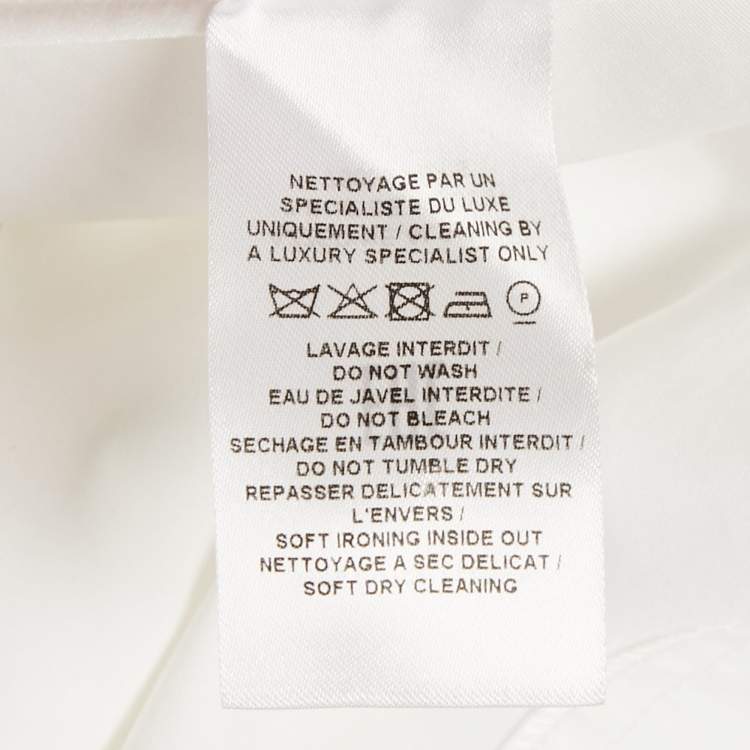 NETTOYAGE PAR UN
SPECIALISTE DU LUXE
UNIQUEMENT / CLEANING BY
A LUXURY SPECIALIST ONLY
P
LAVAGE INTERDIT /
DO NOT WASH
EAU DE JAVEL INTERDITE /
DO NOT BLEACH
SECHAGE EN TAMBOUR INTERDIT /
DO NOT TUMBLE DRY
REPASSER DELICATEMENT SUR
L'ENVERS /
SOFT IRONING INSIDE OUT
NETTOYAGE A SEC DELICAT /
SOFT DRY CLEANING